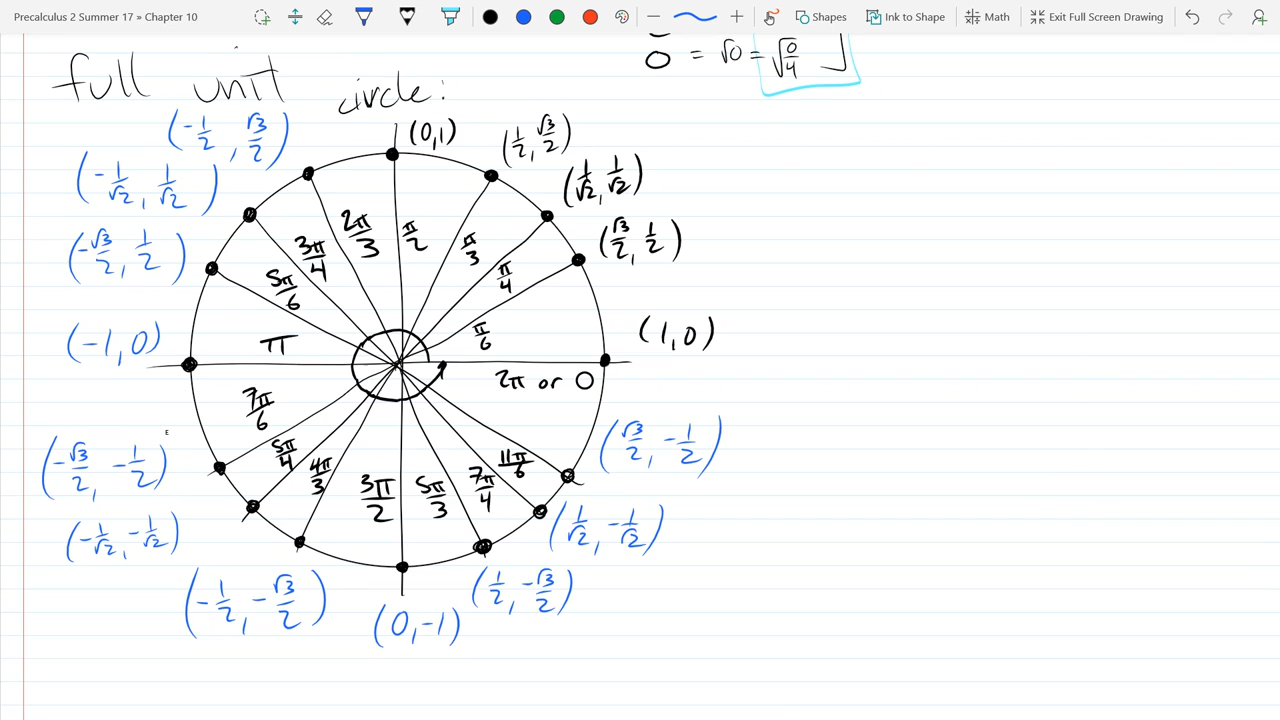 Precalculus 2 Summer 17 » Chapter 10
Shapes
Ink to Shape
Math
Exit Full Screen Drawing
0 = √0 = √0/4
full unit circle:
(0,1)
(1/2, √3/2)
(1/√2, 1/√2)
(√3/2, 1/2)
(1,0)
(-1/2, √3/2)
(-1/√2, 1/√2)
(-√3/2, 1/2)
(-1,0)
(-√3/2, -1/2)
(-1/√2, -1/√2)
(-1/2, -√3/2)
(0,-1)
(1/2, -√3/2)
(1/√2, -1/√2)
(√3/2, -1/2)
2π/3
π/2
π/3
3π/4
π/4
5π/6
π/6
π
2π or 0
7π/6
5π/4
4π/3
3π/2
5π/3
7π/4
11π/6